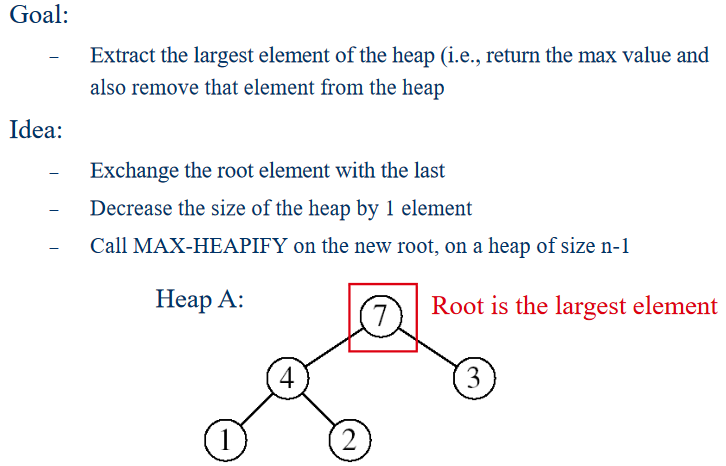 Goal:
– Extract the largest element of the heap (i.e., return the max value and
also remove that element from the heap
Idea:
– Exchange the root element with the last
– Decrease the size of the heap by 1 element
– Call MAX-HEAPIFY on the new root, on a heap of size n-1
Heap A:
7
Root is the largest element
4
3
1
2